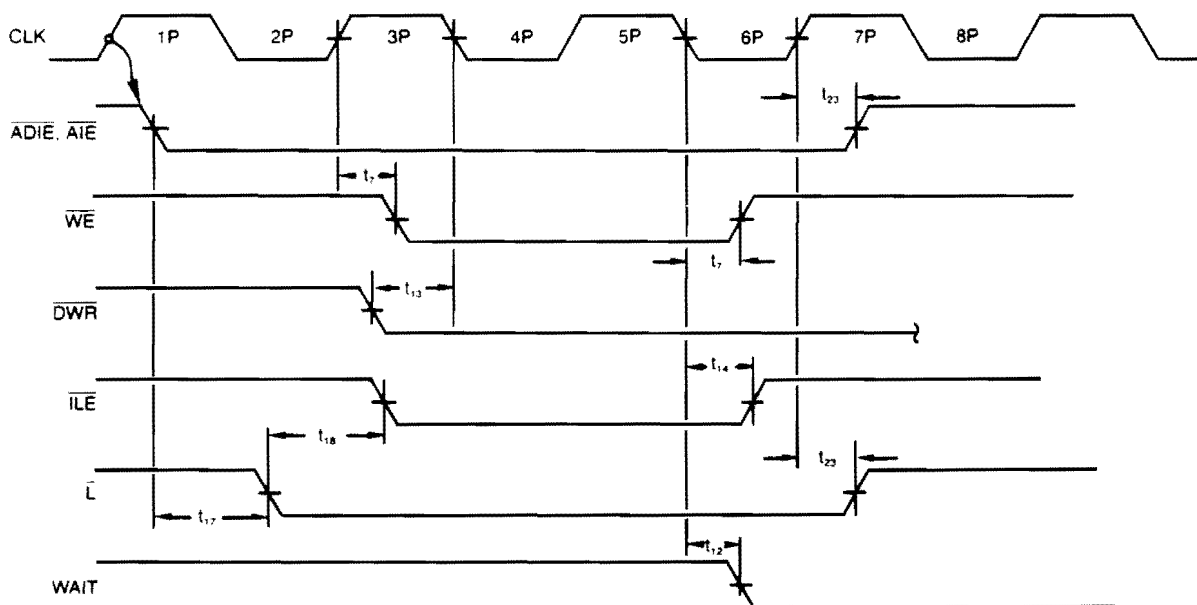 CLK 1P 2P 3P 4P 5P 6P 7P 8P
t₂₃
ADIE, AIE
t₇
WE
t₇
t₁₃
DWR
t₁₄
ILE
t₁₈
t₂₃
L
t₁₇
t₁₂
WAIT